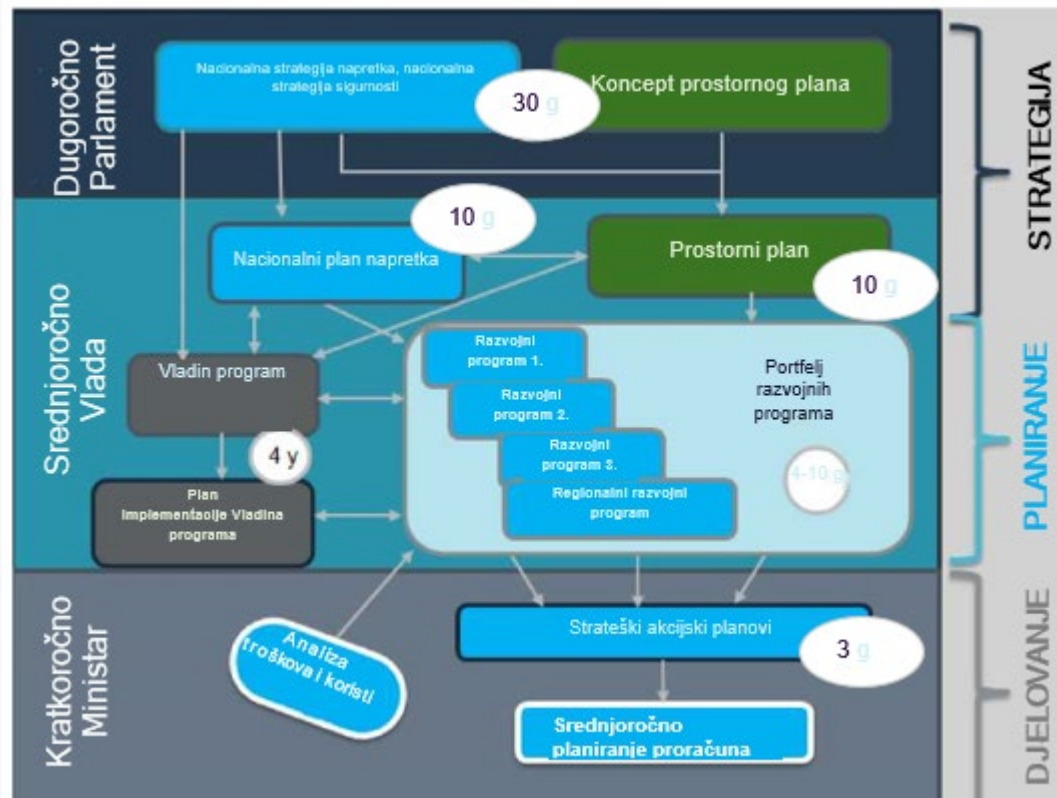 Dugoročno
Parlament
Nacionalna strategija napretka, nacionalna
strategija sigurnosti
30 g
Koncept prostornog plana
STRATEGIJA
Srednjoročno
Vlada
10 g
Nacionalni plan napretka
Prostorni plan
10 g
Vladin program
4 y
Plan
Implementacije Vladina
programa
Razvojni
program 1.
Razvojni
program 2.
Razvojni
program 3.
Regionalni razvojni
program
Portfelj
razvojnih
programa
4-10 g
PLANIRANJE
Kratkoročno
Ministar
Analiza
troškova i koristi
Strateški akcijski planovi
3 g
Srednjoročno
planiranje proračuna
DJELOVANJE